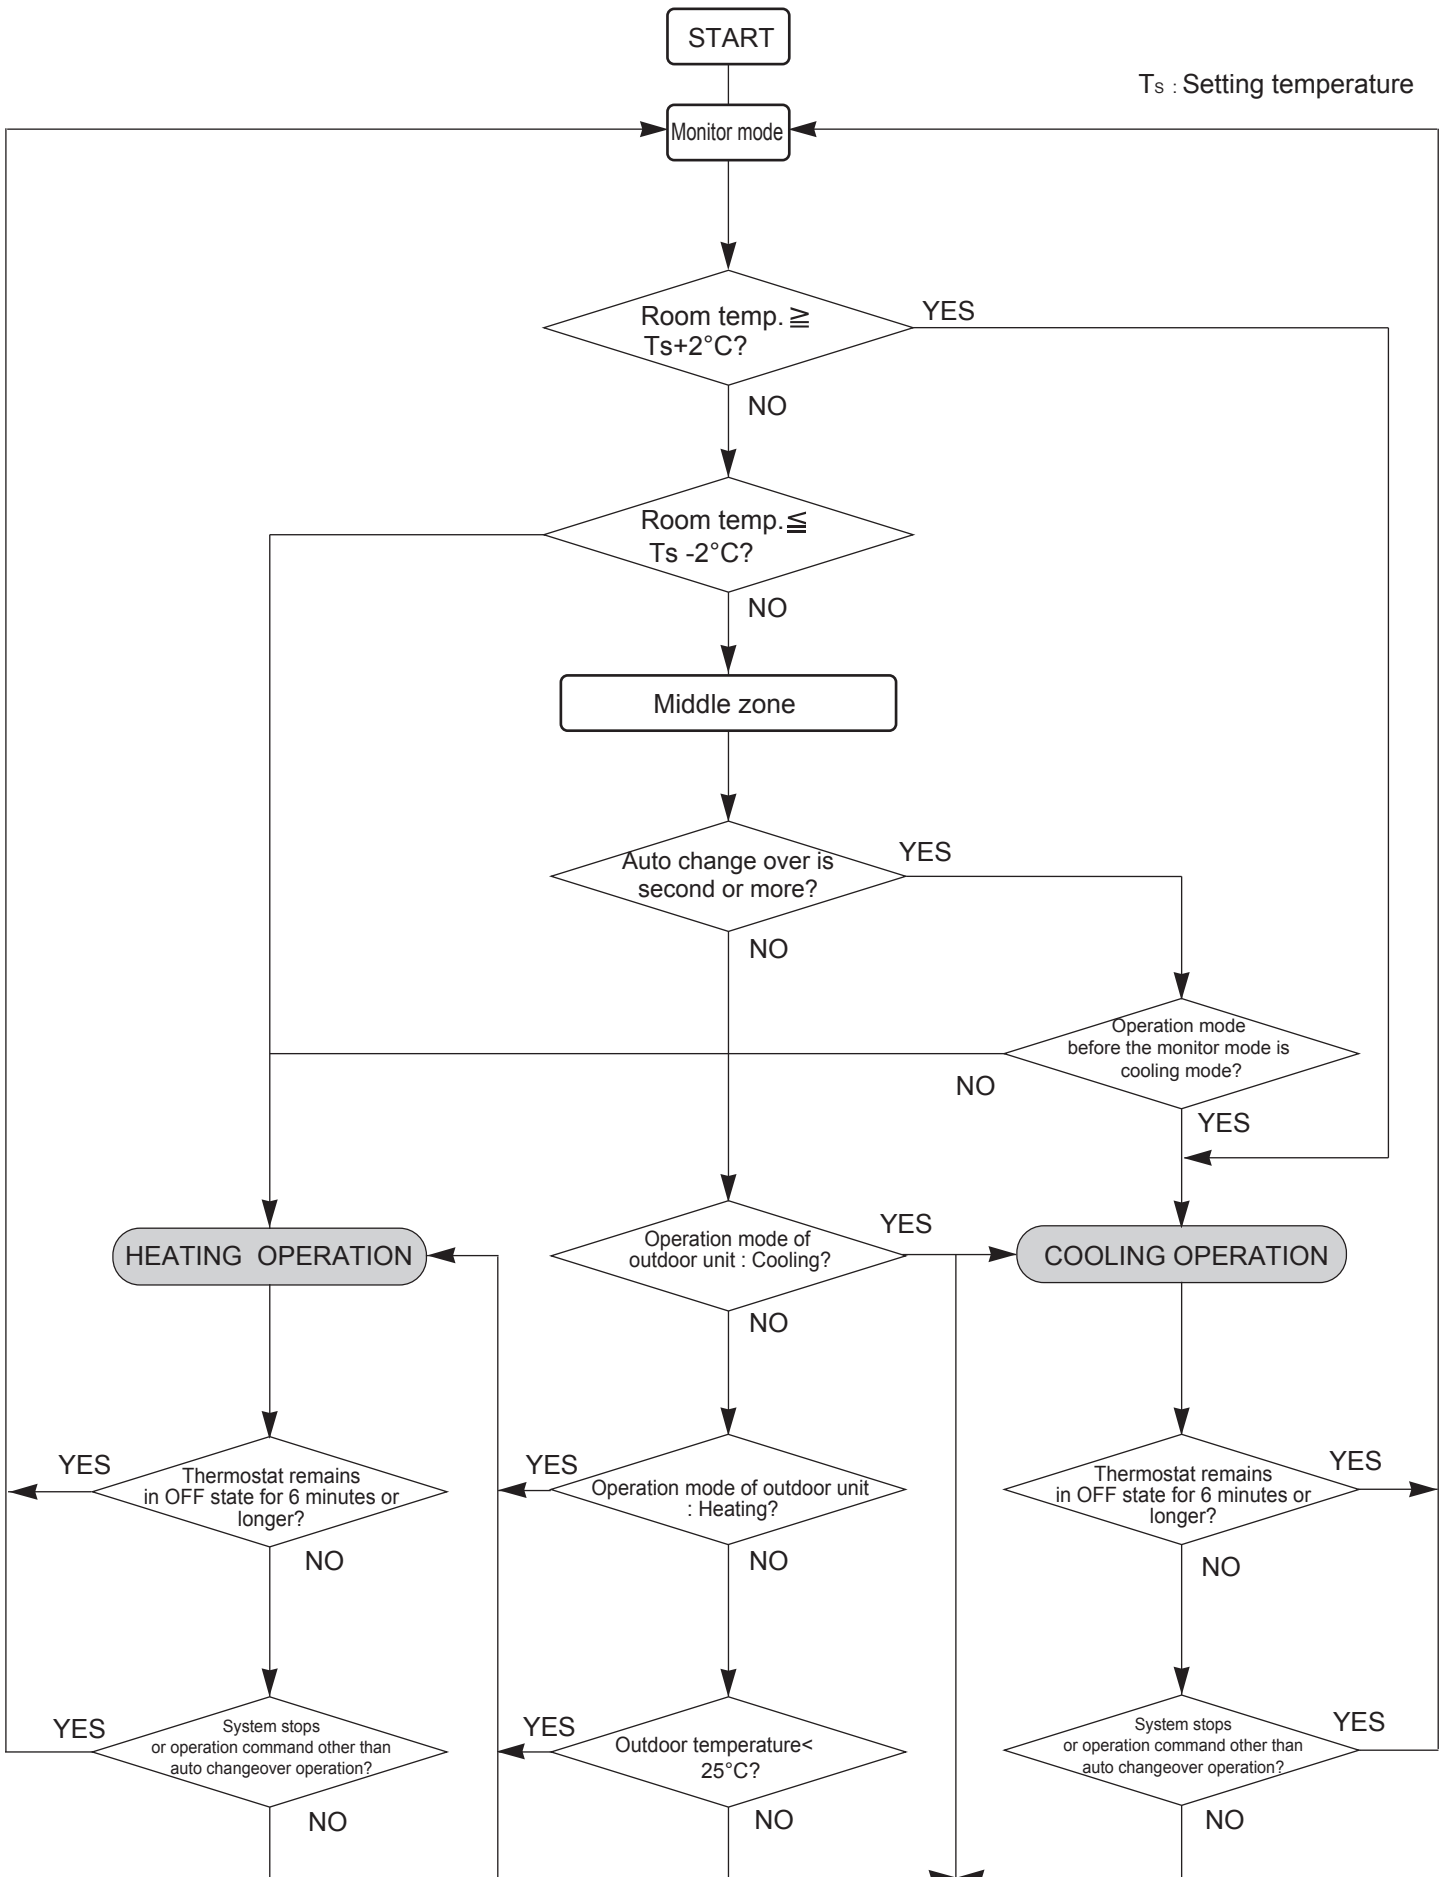 START
Ts : Setting temperature
Monitor mode
Room temp. ≧
Ts+2°C?
YES
NO
Room temp.≦
Ts -2°C?
NO
Middle zone
Auto change over is
second or more?
YES
NO
Operation mode
before the monitor mode is
cooling mode?
NO
YES
HEATING OPERATION
Operation mode of
outdoor unit : Cooling?
YES
NO
COOLING OPERATION
YES
Thermostat remains
in OFF state for 6 minutes or
longer?
NO
YES
Operation mode of outdoor unit
: Heating?
NO
Thermostat remains
in OFF state for 6 minutes or
longer?
YES
NO
YES
System stops
or operation command other than
auto changeover operation?
NO
YES
Outdoor temperature<
25°C?
NO
System stops
or operation command other than
auto changeover operation?
YES
NO